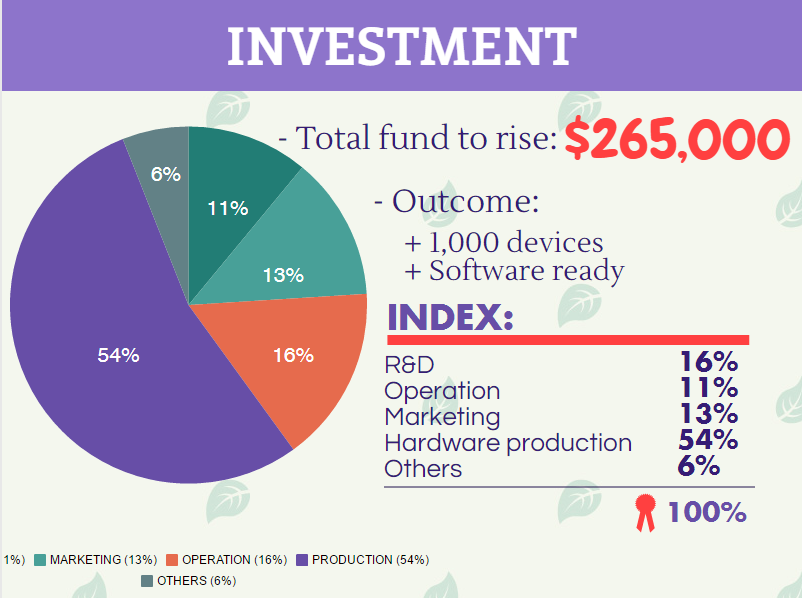 INVESTMENT
- Total fund to rise: $265,000
- Outcome:
+ 1,000 devices
+ Software ready
6%
11%
13%
16%
54%
INDEX:
R&D 16%
Operation 11%
Marketing 13%
Hardware production 54%
Others 6%
100%
1%) MARKETING (13%) OPERATION (16%) PRODUCTION (54%)
OTHERS (6%)